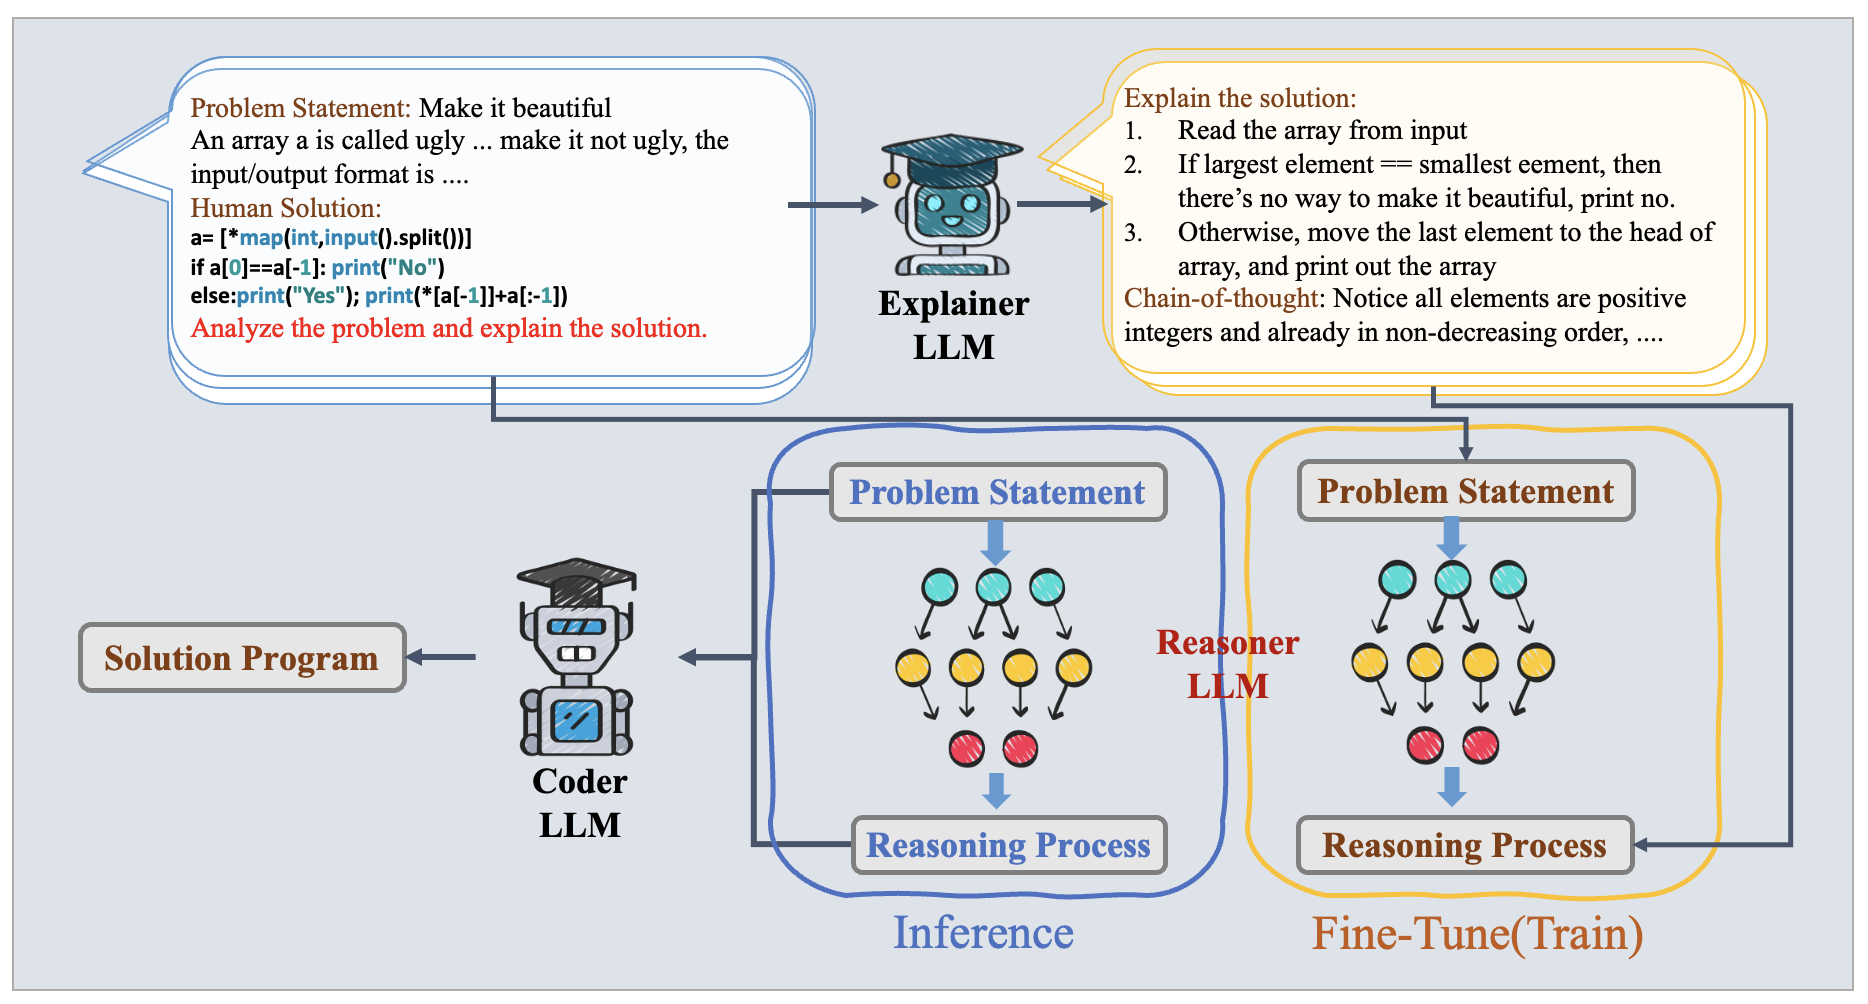 Problem Statement: Make it beautiful
An array a is called ugly ... make it not ugly, the
input/output format is ....
Human Solution:
a= [*map(int,input().split())]
if a[0]==a[-1]: print("No")
else:print("Yes"); print(*[a[-1]]+a[:-1])
Analyze the problem and explain the solution.
Explainer
LLM
Explain the solution:
1. Read the array from input
2. If largest element == smallest eement, then
there’s no way to make it beautiful, print no.
3. Otherwise, move the last element to the head of
array, and print out the array
Chain-of-thought: Notice all elements are positive
integers and already in non-decreasing order, ....
Solution Program
Coder
LLM
Problem Statement
Reasoning Process
Inference
Reasoner
LLM
Problem Statement
Reasoning Process
Fine-Tune(Train)